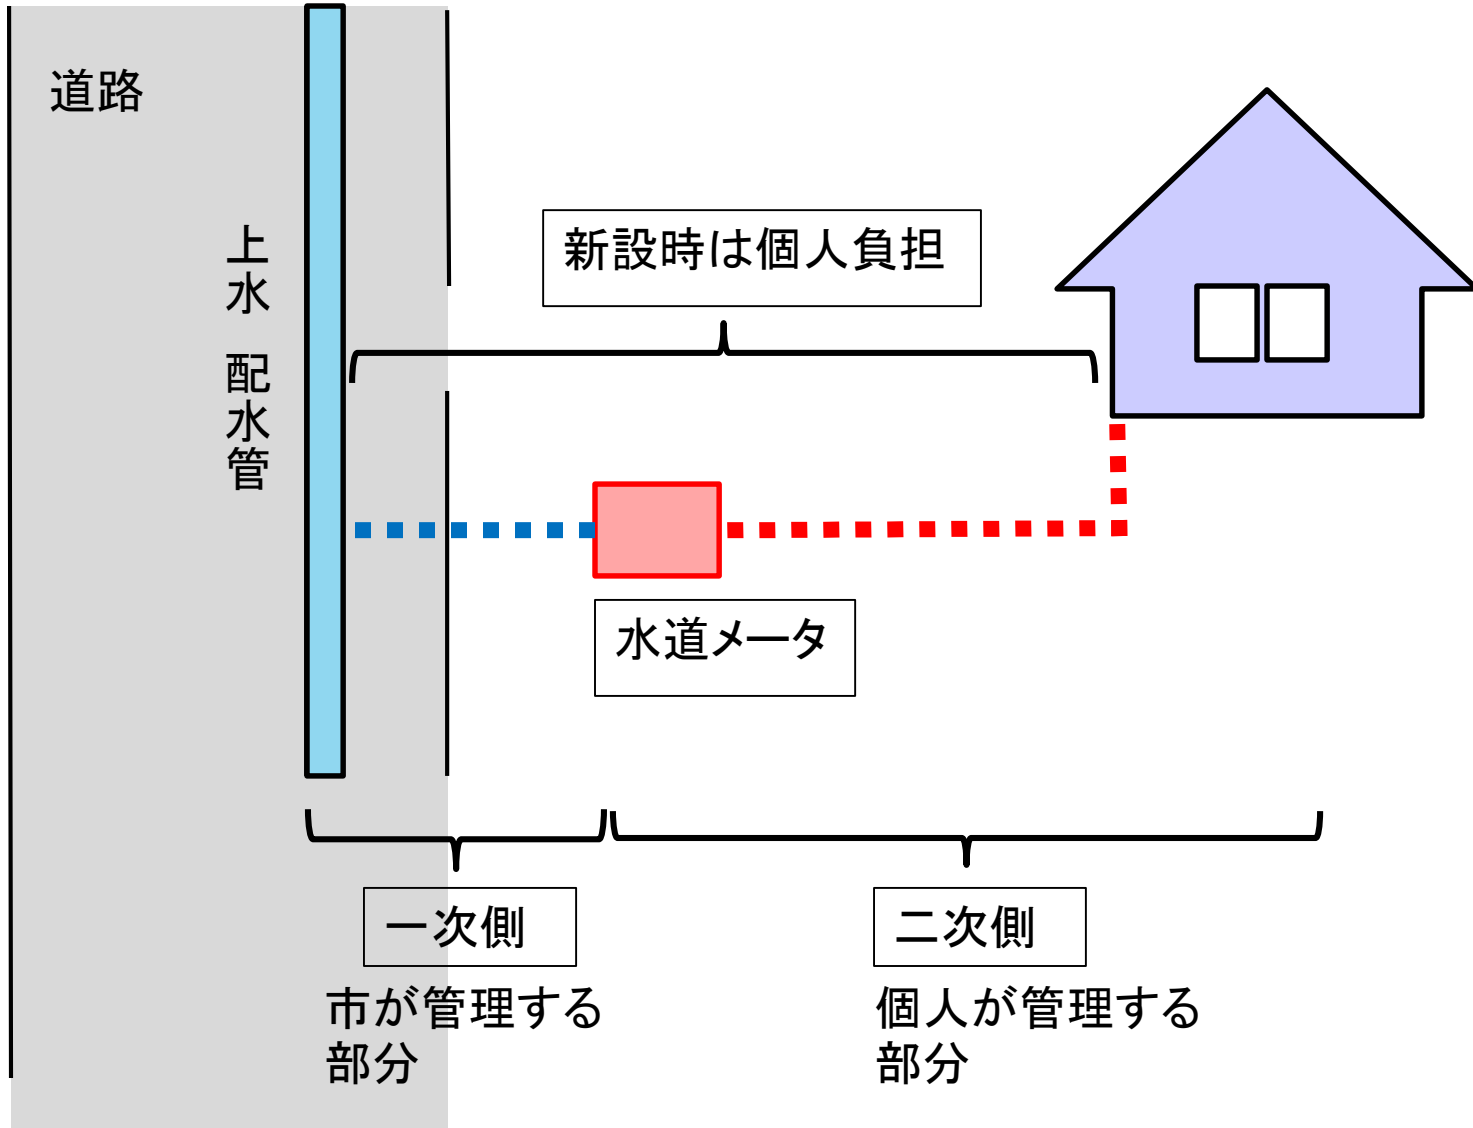 道路
上水 配水管
新設時は個人負担
水道メータ
一次側
市が管理する
部分
二次側
個人が管理する
部分